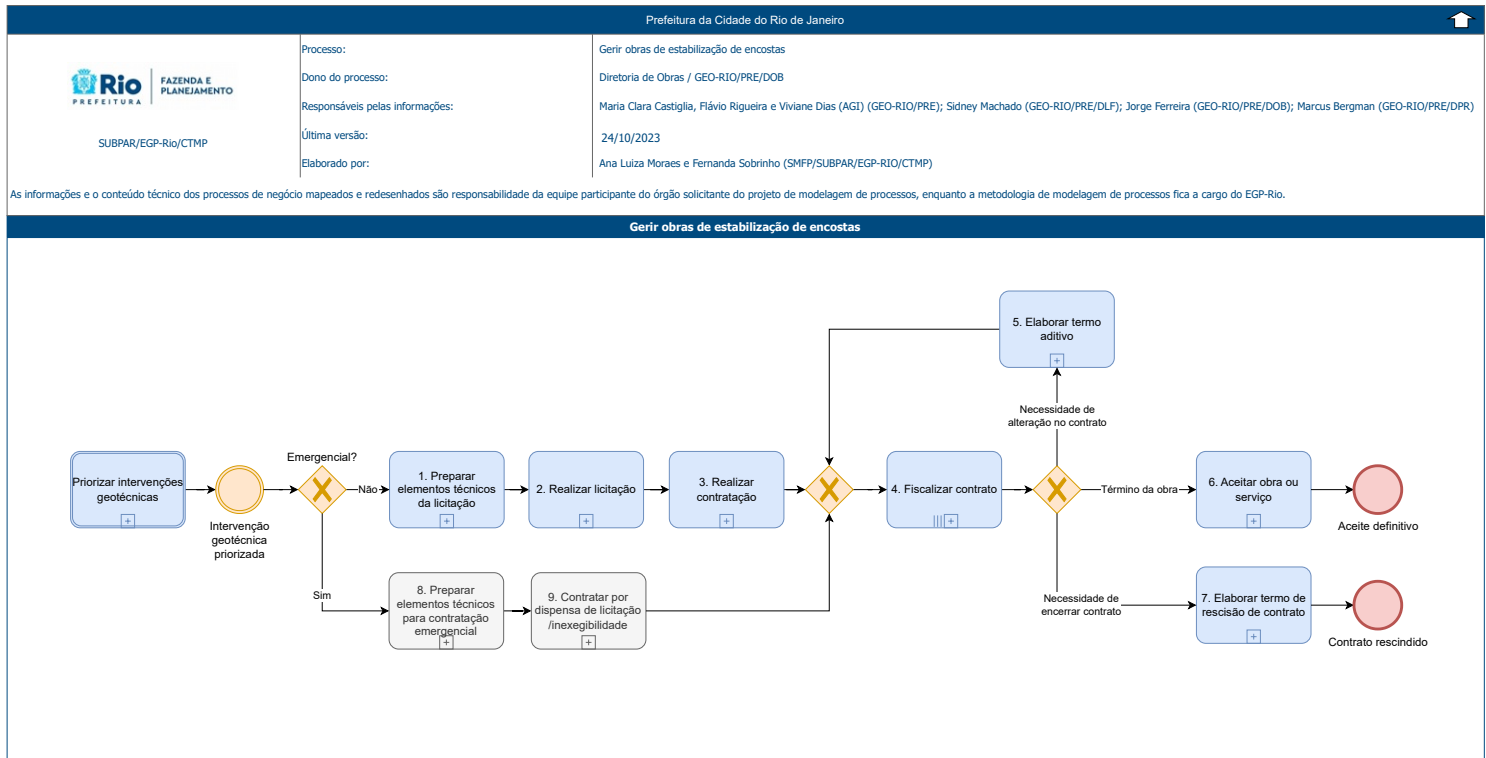 Prefeitura da Cidade do Rio de Janeiro
Rio
PREFEITURA
FAZENDA E
PLANEJAMENTO
SUBPAR/EGP-Rio/CTMP
Processo:
Gerir obras de estabilização de encostas
Dono do processo:
Diretoria de Obras / GEO-RIO/PRE/DOB
Responsáveis pelas informações:
Maria Clara Castiglia, Flávio Rigueira e Viviane Dias (AGI) (GEO-RIO/PRE); Sidney Machado (GEO-RIO/PRE/DLF); Jorge Ferreira (GEO-RIO/PRE/DOB); Marcus Bergman (GEO-RIO/PRE/DPR)
Última versão:
24/10/2023
Elaborado por:
Ana Luiza Moraes e Fernanda Sobrinho (SMFP/SUBPAR/EGP-RIO/CTMP)
As informações e o conteúdo técnico dos processos de negócio mapeados e redesenhados são responsabilidade da equipe participante do órgão solicitante do projeto de modelagem de processos, enquanto a metodologia de modelagem de processos fica a cargo do EGP-Rio.
Gerir obras de estabilização de encostas
Priorizar intervenções
geotécnicas
Intervenção
geotécnica
priorizada
Emergencial?
Não
Sim
1. Preparar
elementos técnicos
da licitação
2. Realizar licitação
3. Realizar
contratação
8. Preparar
elementos técnicos
para contratação
emergencial
9. Contratar por
dispensa de licitação
/inexegibilidade
4. Fiscalizar contrato
5. Elaborar termo
aditivo
Necessidade de
alteração no contrato
Término da obra
6. Aceitar obra ou
serviço
Aceite definitivo
Necessidade de
encerrar contrato
7. Elaborar termo de
rescisão de contrato
Contrato rescindido